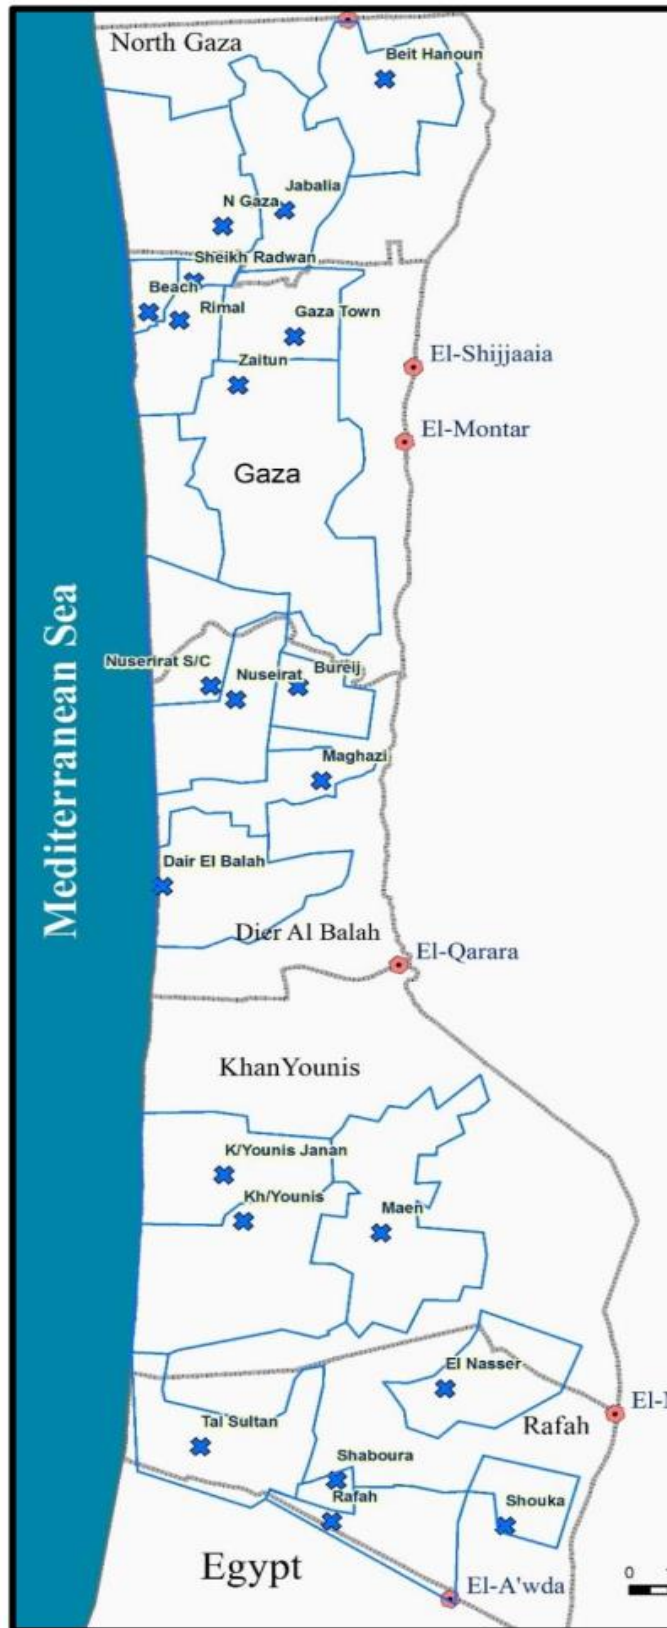 North Gaza
Beit Hanoun
Jabalia
N Gaza
Sheikh Radwan
Beach
Rimal
Gaza Town
El-Shijjaaia
Zaitun
El-Montar
Gaza
Mediterranean Sea
Nuserirat S/C
Nuseirat
Bureij
Maghazi
Dair El Balah
Dier Al Balah
El-Qarara
KhanYounis
K/Younis Janan
Kh/Younis
Maen
El Nasser
Rafah
Tal Sultan
Shaboura
Rafah
Shouka
Egypt
El-A'wda
0